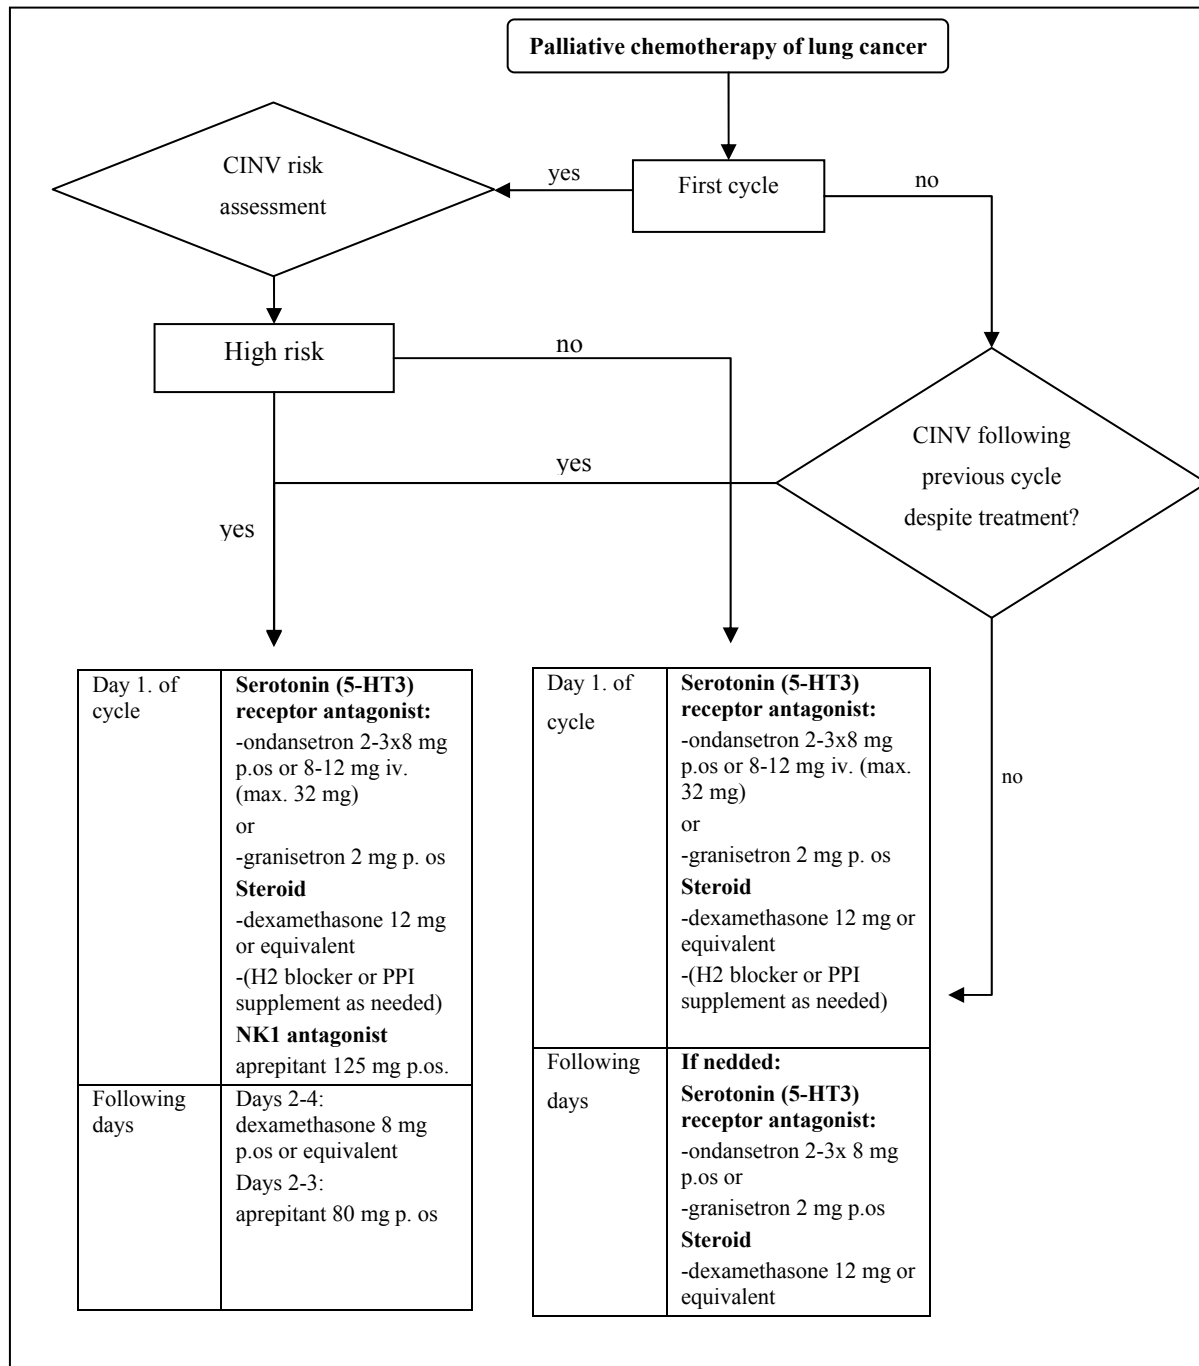 Palliative chemotherapy of lung cancer
First cycle
yes
no
CINV risk
assessment
High risk
no
yes
yes
CINV following
previous cycle
despite treatment?
no
Day 1. of
cycle
Serotonin (5-HT3)
receptor antagonist:
-ondansetron 2-3x8 mg
p.os or 8-12 mg iv.
(max. 32 mg)
or
-granisetron 2 mg p. os
Steroid
-dexamethasone 12 mg
or equivalent
-(H2 blocker or PPI
supplement as needed)
NK1 antagonist
aprepitant 125 mg p.os.
Following
days
Days 2-4:
dexamethasone 8 mg
p.os or equivalent
Days 2-3:
aprepitant 80 mg p. os
Day 1. of
cycle
Serotonin (5-HT3)
receptor antagonist:
-ondansetron 2-3x8 mg
p.os or 8-12 mg iv. (max.
32 mg)
or
-granisetron 2 mg p. os
Steroid
-dexamethasone 12 mg or
equivalent
-(H2 blocker or PPI
supplement as needed)
Following
days
If nedded:
Serotonin (5-HT3)
receptor antagonist:
-ondansetron 2-3x 8 mg
p.os or
-granisetron 2 mg p.os
Steroid
-dexamethasone 12 mg or
equivalent